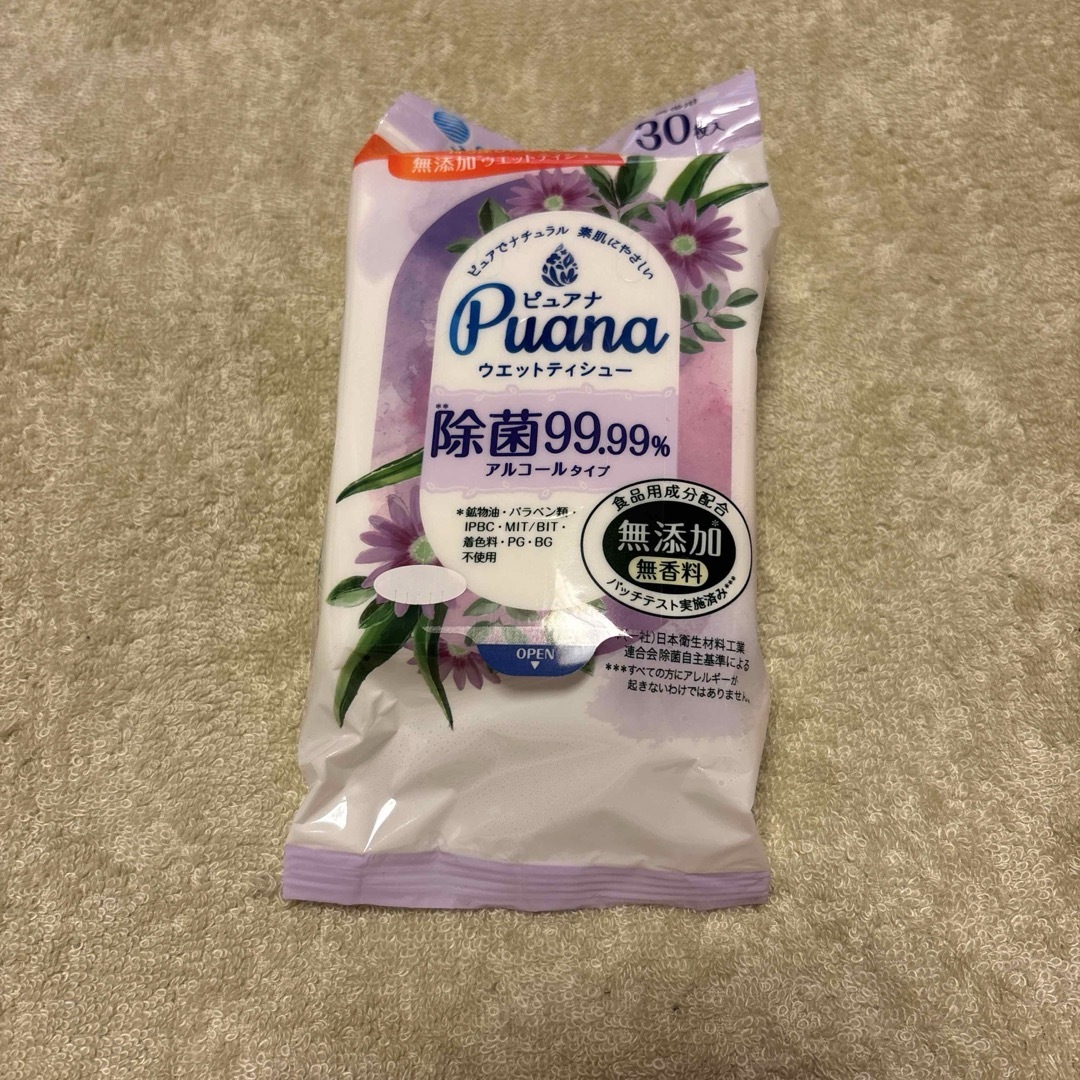 30枚入
無添加ウエットティシュー
ピュアでナチュラル 素肌にやさしい
ピュアナ
Puana
ウエットティシュー
**
除菌99.99%
アルコールタイプ
*鉱物油・パラベン類・
IPBC・MIT/BIT・
着色料・PG・BG
不使用
食品用成分配合
無添加*
無香料
パッチテスト実施済み***
(一社)日本衛生材料工業
連合会 除菌自主基準による
***すべての方にアレルギーが
起きないわけではありません。
OPEN